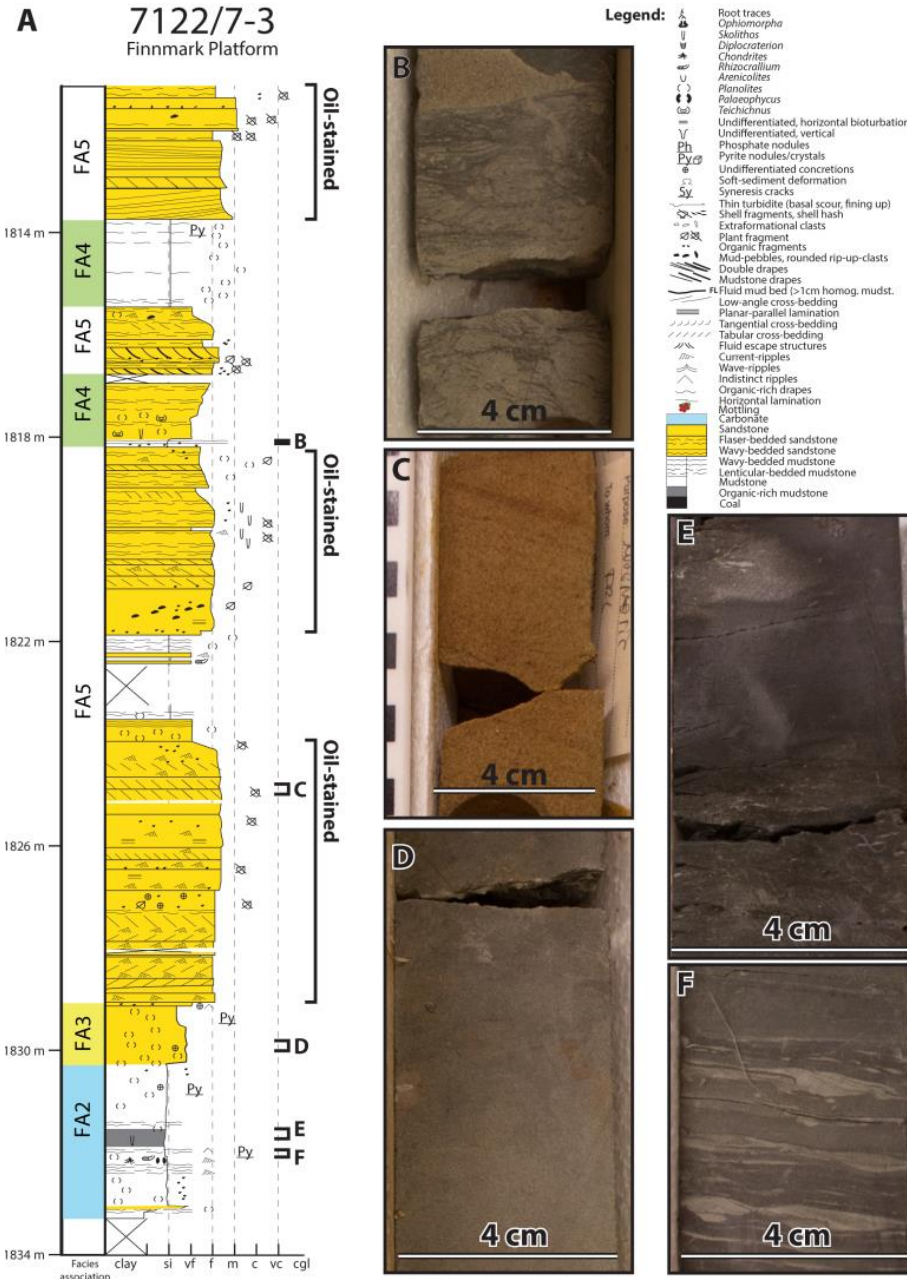 A
7122/7-3
Finnmark Platform
FA5
FA4
FA5
FA4
FA5
FA3
FA2
1814 m
1818 m
1822 m
1826 m
1830 m
1834 m
Oil-stained
Oil-stained
Oil-stained
Py
Py
Py
Py
B
C
D
E
F
Facies
association
clay si vf f m c vc cgl
B
4 cm
C
Purpose
To whom
4 cm
D
4 cm
Legend:
Root traces
Ophiomorpha
Skolithos
Diplocraterion
Chondrites
Rhizocrallium
Arenicolites
Planolites
Palaeophycus
Teichichnus
Undifferentiated, horizontal bioturbation
Undifferentiated, vertical
Ph Phosphate nodules
Py Pyrite nodules/crystals
Undifferentiated concretions
Soft-sediment deformation
Sy Syneresis cracks
Thin turbidite (basal scour, fining up)
Shell fragments, shell hash
Extraformational clasts
Plant fragment
Organic fragments
Mud-pebbles, rounded rip-up-clasts
Double drapes
Mudstone drapes
FL Fluid mud bed (>1cm homog. mudst.
Low-angle cross-bedding
Planar-parallel lamination
Tangential cross-bedding
Tabular cross-bedding
Fluid escape structures
Current-ripples
Wave-ripples
Indistinct ripples
Organic-rich drapes
Horizontal lamination
Mottling
Carbonate
Sandstone
Flaser-bedded sandstone
Wavy-bedded sandstone
Wavy-bedded mudstone
Lenticular-bedded mudstone
Mudstone
Organic-rich mudstone
Coal
E
4 cm
F
4 cm